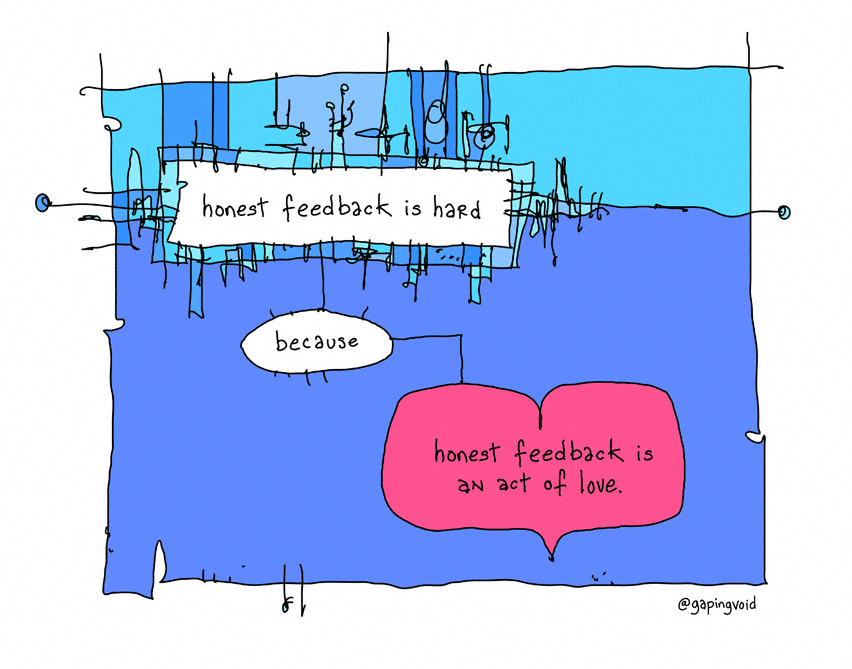 honest feedback is hard
because
honest feedback is
an act of love.
@gapingvoid